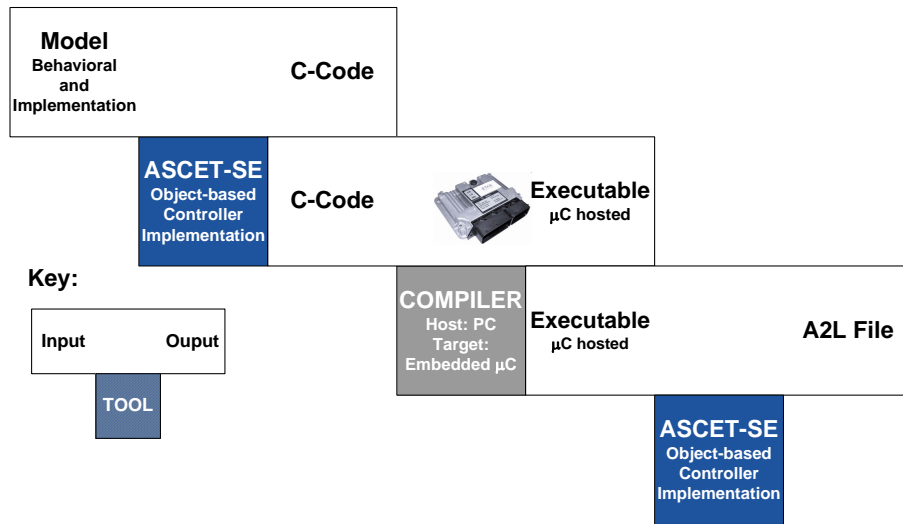 Model
Behavioral
and
Implementation
C-Code
ASCET-SE
Object-based
Controller
Implementation
C-Code
Executable
μC hosted
Key:
Input
Ouput
TOOL
COMPILER
Host: PC
Target:
Embedded μC
Executable
μC hosted
A2L File
ASCET-SE
Object-based
Controller
Implementation